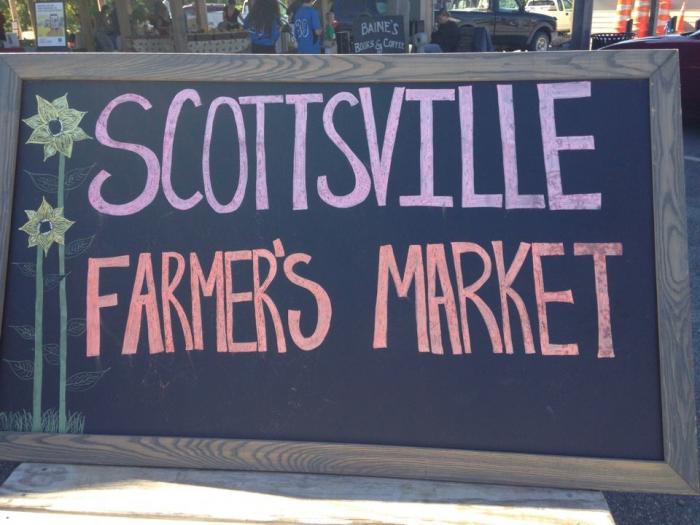 BAINE'S
BOOKS & COFFEE
SCOTTSVILLE
FARMER'S MARKET